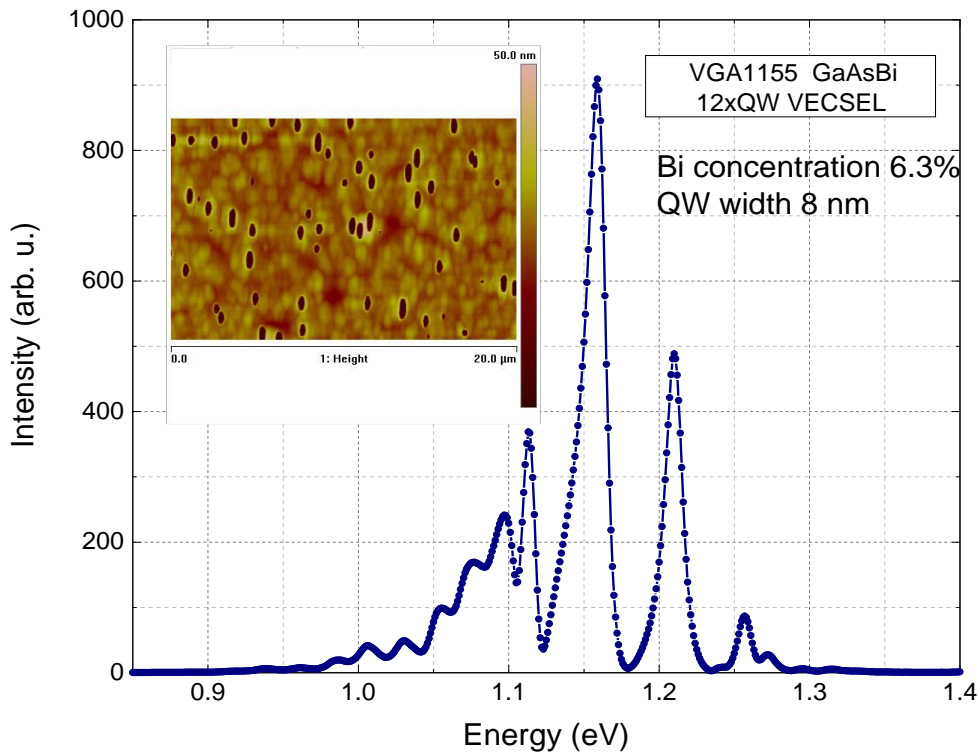 1000
800
600
400
200
0
Intensity (arb. u.)
50.0 nm
0.0
1: Height
20.0 µm
VGA1155 GaAsBi
12xQW VECSEL
Bi concentration 6.3%
QW width 8 nm
0.9
1.0
1.1
1.2
1.3
1.4
Energy (eV)